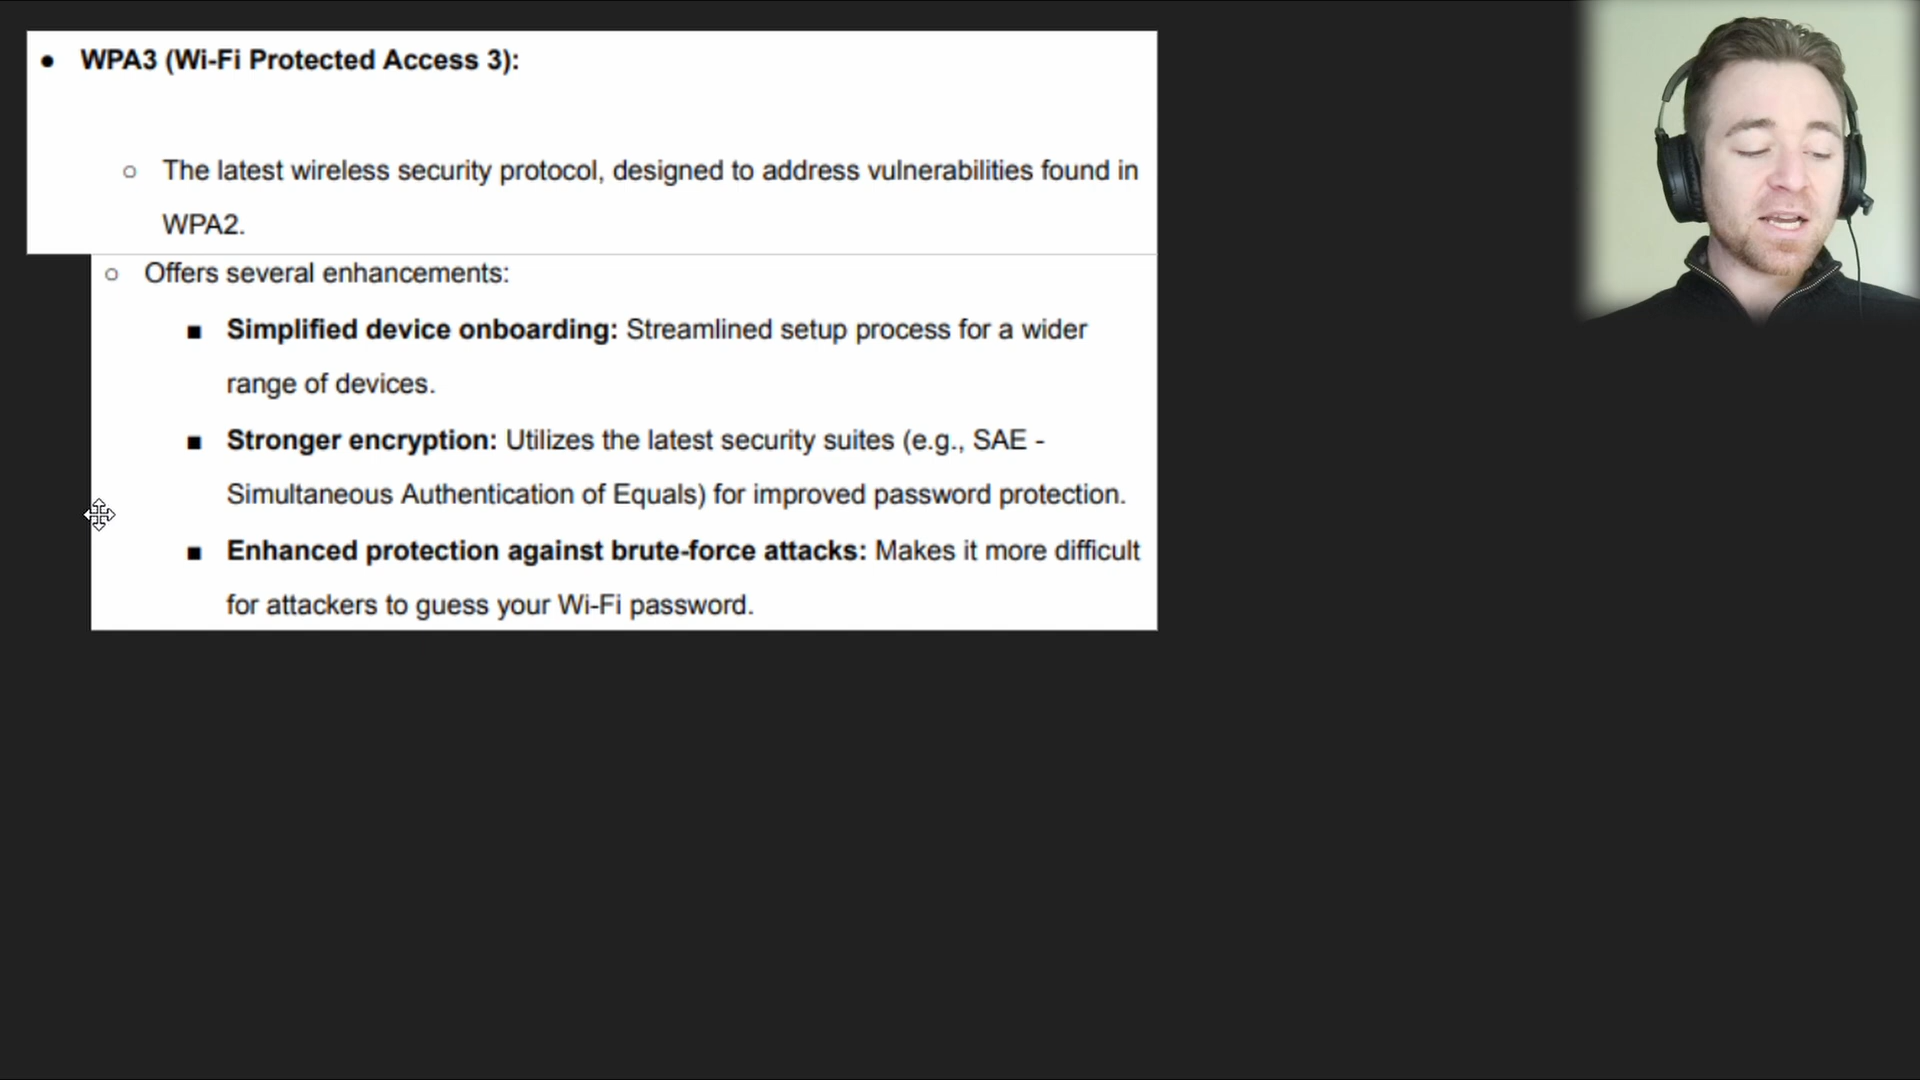 ● WPA3 (Wi-Fi Protected Access 3):
○ The latest wireless security protocol, designed to address vulnerabilities found in
WPA2.
○ Offers several enhancements:
■ Simplified device onboarding: Streamlined setup process for a wider
range of devices.
■ Stronger encryption: Utilizes the latest security suites (e.g., SAE -
Simultaneous Authentication of Equals) for improved password protection.
■ Enhanced protection against brute-force attacks: Makes it more difficult
for attackers to guess your Wi-Fi password.